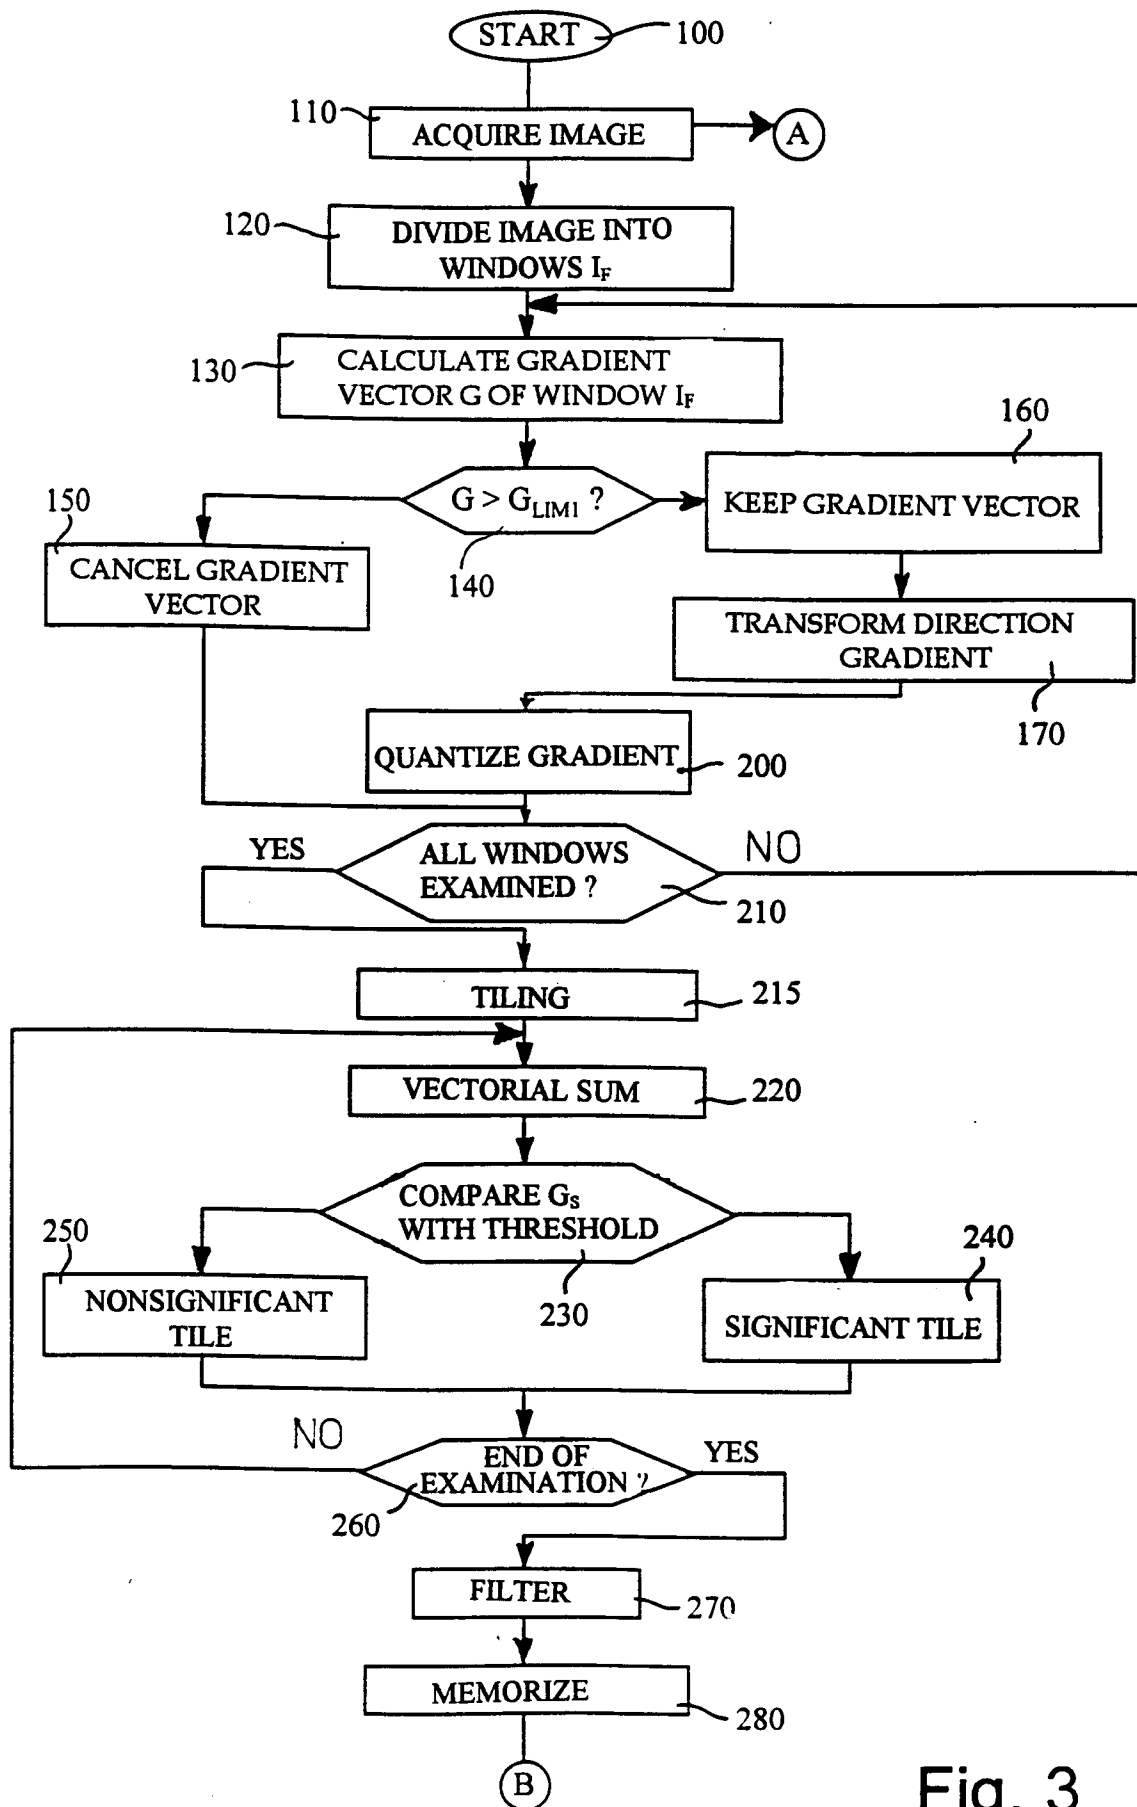 START
100
110
ACQUIRE IMAGE
A
120
DIVIDE IMAGE INTO
WINDOWS IF
130
CALCULATE GRADIENT
VECTOR G OF WINDOW IF
160
G > GLIM1 ?
140
KEEP GRADIENT VECTOR
150
CANCEL GRADIENT
VECTOR
TRANSFORM DIRECTION
GRADIENT
170
QUANTIZE GRADIENT
200
YES
ALL WINDOWS
EXAMINED ?
NO
210
TILING
215
VECTORIAL SUM
220
COMPARE GS
WITH THRESHOLD
230
250
NONSIGNIFICANT
TILE
240
SIGNIFICANT TILE
NO
END OF
EXAMINATION ?
YES
260
FILTER
270
MEMORIZE
280
B
Fig. 3